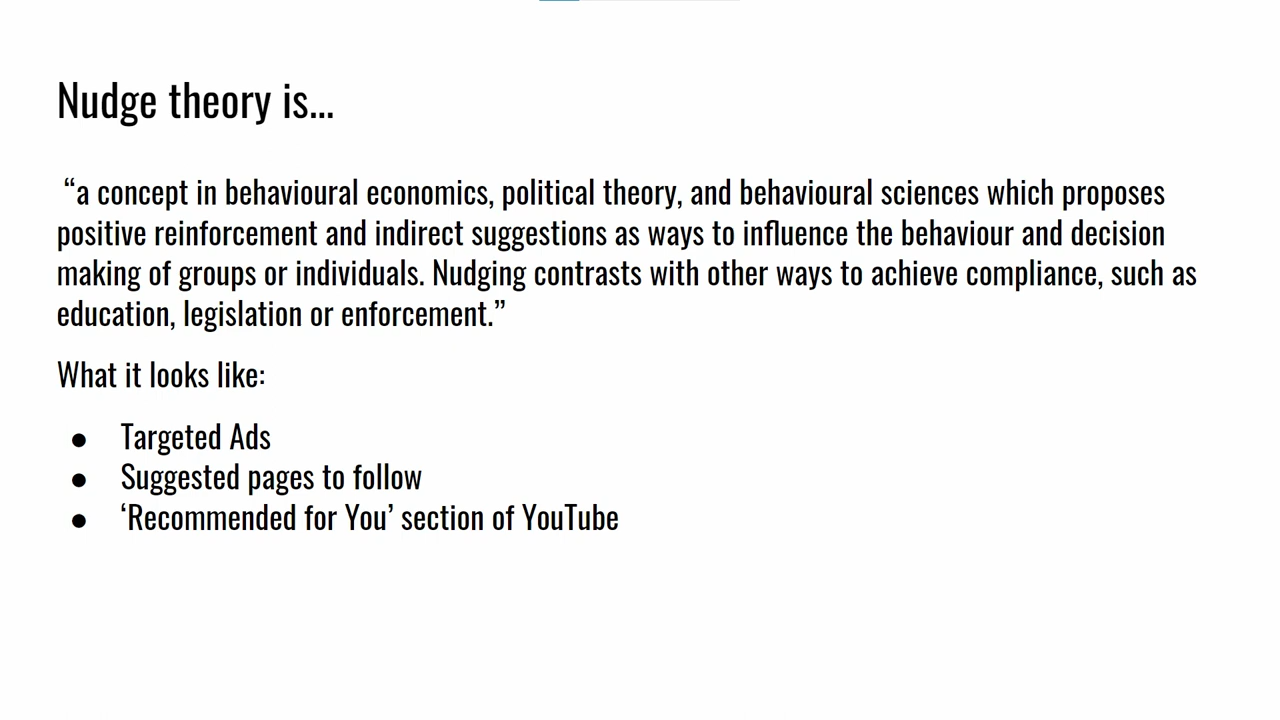 Nudge theory is...
“a concept in behavioural economics, political theory, and behavioural sciences which proposes
positive reinforcement and indirect suggestions as ways to influence the behaviour and decision
making of groups or individuals. Nudging contrasts with other ways to achieve compliance, such as
education, legislation or enforcement.”
What it looks like:
● Targeted Ads
● Suggested pages to follow
● ‘Recommended for You’ section of YouTube